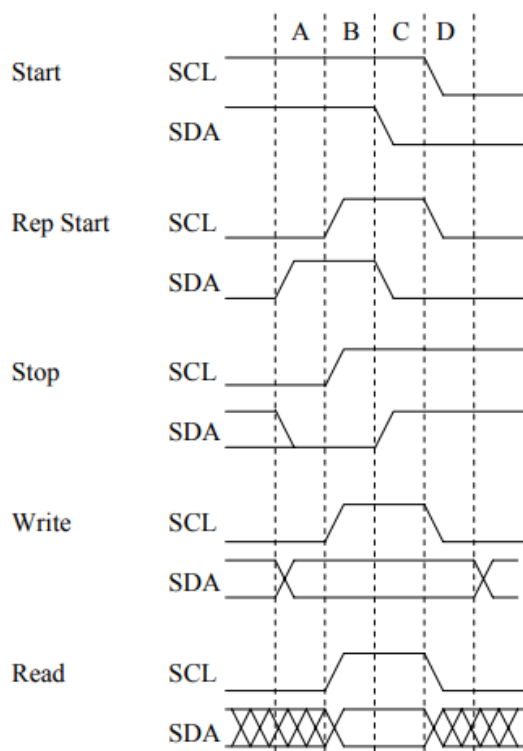 A B C D
Start SCL
SDA
Rep Start SCL
SDA
Stop SCL
SDA
Write SCL
SDA
Read SCL
SDA